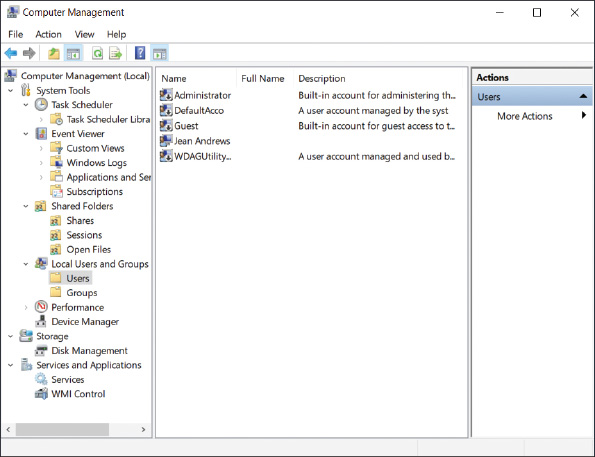 Computer Management
File Action View Help
Computer Management (Local)
System Tools
Task Scheduler
Task Scheduler Libra
Event Viewer
Custom Views
Windows Logs
Applications and Ser
Subscriptions
Shared Folders
Shares
Sessions
Open Files
Local Users and Groups
Users
Groups
Performance
Device Manager
Storage
Disk Management
Services and Applications
Services
WMI Control
Name Full Name Description
Administrator Built-in account for administering th...
DefaultAcco A user account managed by the syst
Guest Built-in account for guest access to t...
Jean Andrews
WDAGUtility... A user account managed and used b...
Actions
Users
More Actions